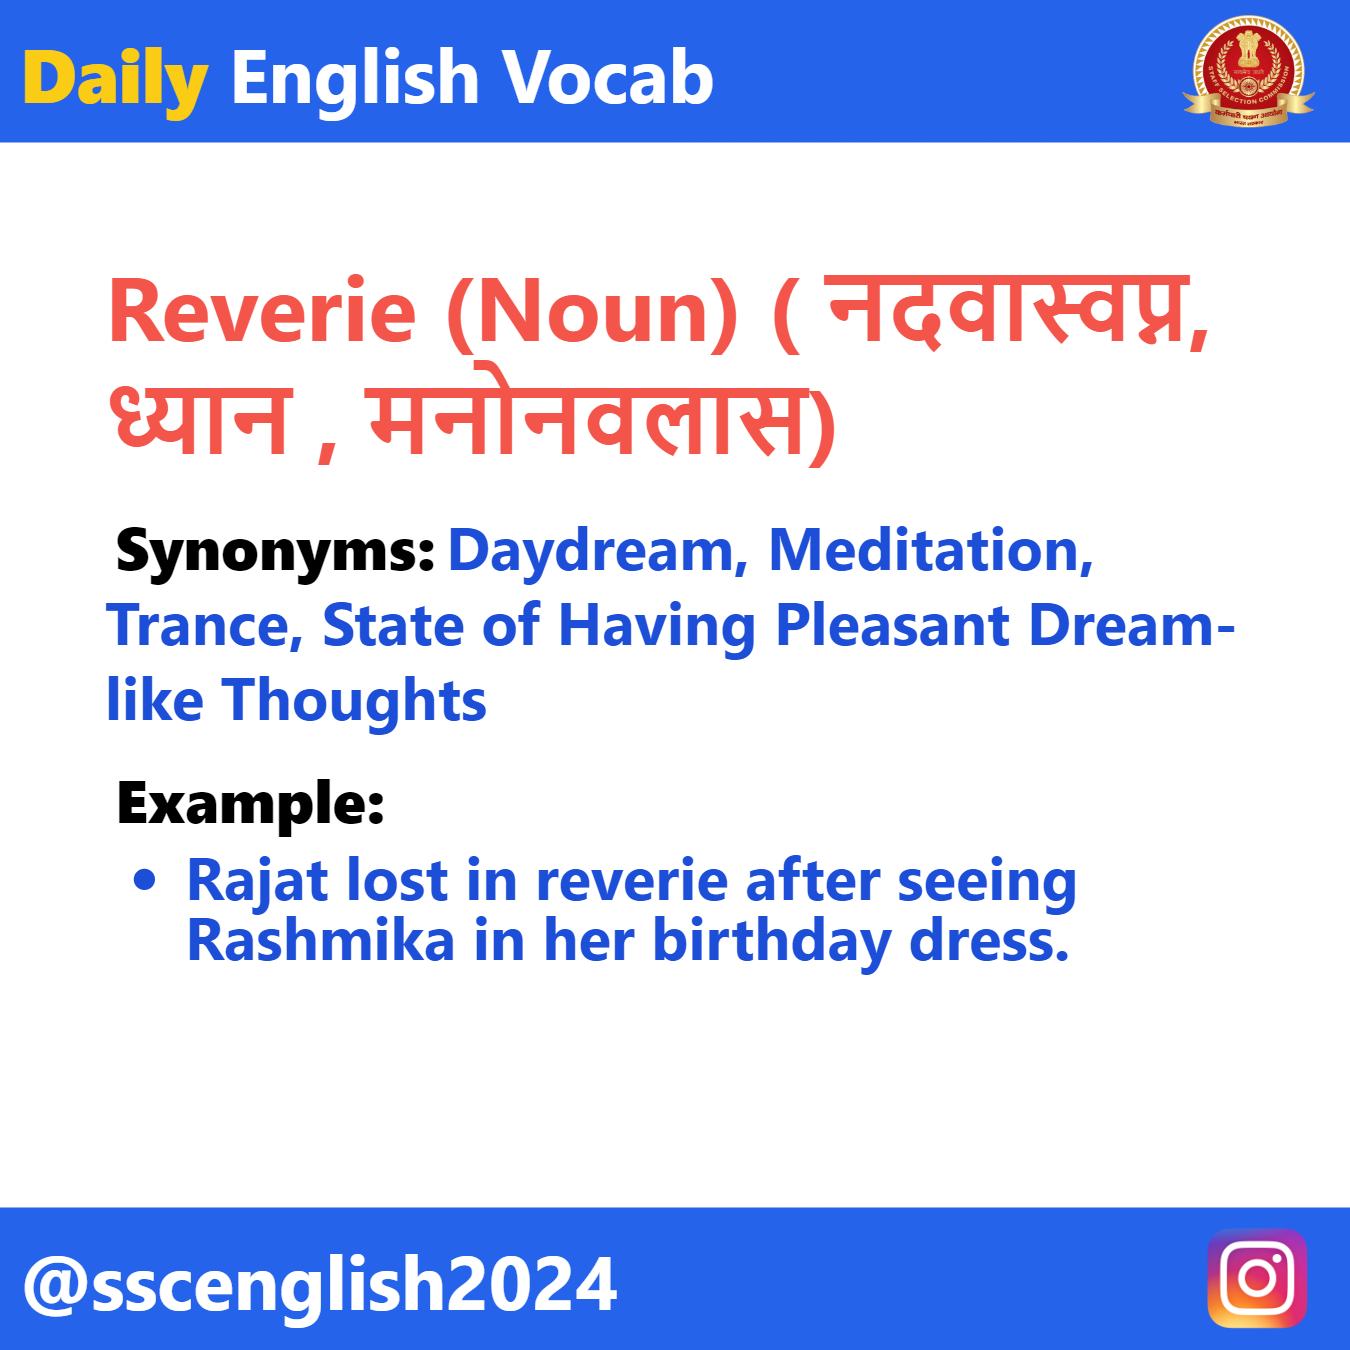 Daily English Vocab
STAFF SELECTION COMMISSION
कर्मचारी चयन आयोग
भारत सरकार
Reverie (Noun) ( नदवास्वप्न,
ध्यान , मनोनवलास)
Synonyms: Daydream, Meditation,
Trance, State of Having Pleasant Dream-
like Thoughts
Example:
• Rajat lost in reverie after seeing
Rashmika in her birthday dress.
@sscenglish2024